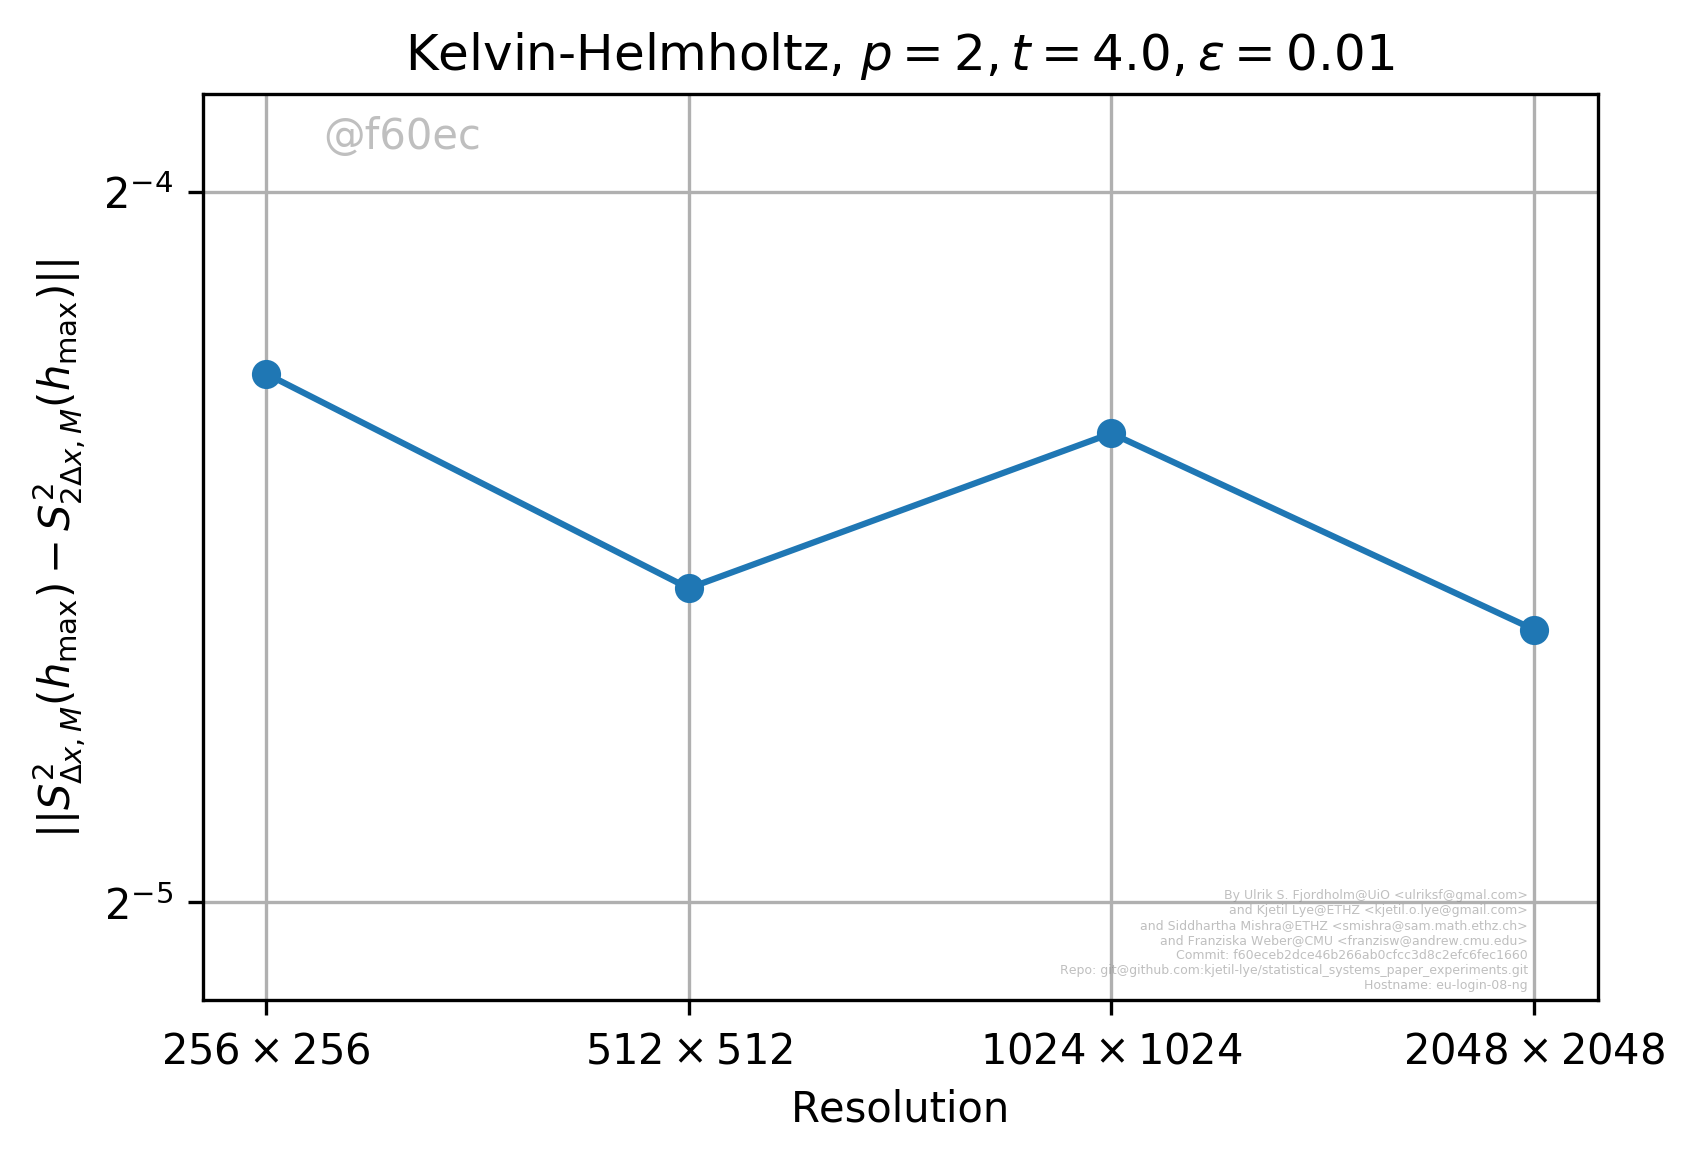 Kelvin-Helmholtz, p = 2, t = 4.0, ε = 0.01
@f60ec
2⁻⁴
||S²_{Δx, M}(h_max) − S²_{2Δx, M}(h_max)||
2⁻⁵
By Ulrik S. Fjordholm@UiO <ulriksf@gmal.com>
and Kjetil Lye@ETHZ <kjetil.o.lye@gmail.com>
and Siddhartha Mishra@ETHZ <smishra@sam.math.ethz.ch>
and Franziska Weber@CMU <franzisw@andrew.cmu.edu>
Commit: f60eceb2dce46b266ab0cfcc3d8c2efc6fec1660
Repo: git@github.com:kjetil-lye/statistical_systems_paper_experiments.git
Hostname: eu-login-08-ng
256 × 256 512 × 512 1024 × 1024 2048 × 2048
Resolution